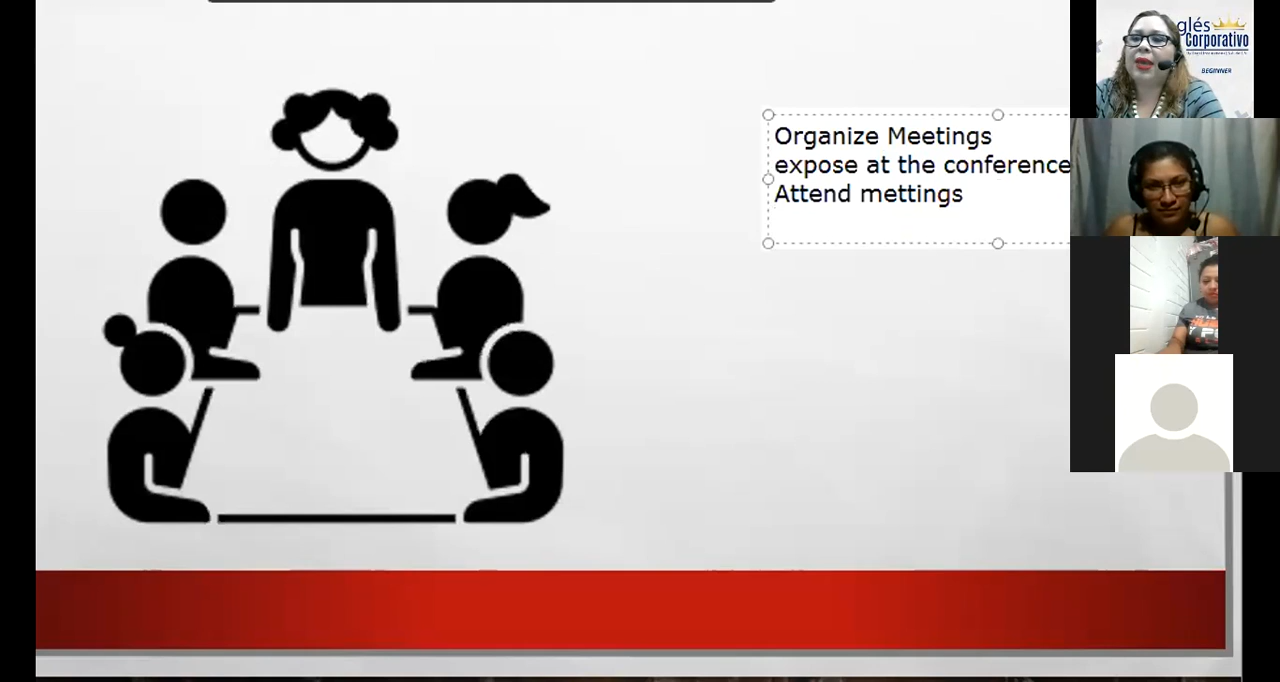 Organize Meetings
expose at the conference
Attend mettings
glés
Corporativo
BEGINNER